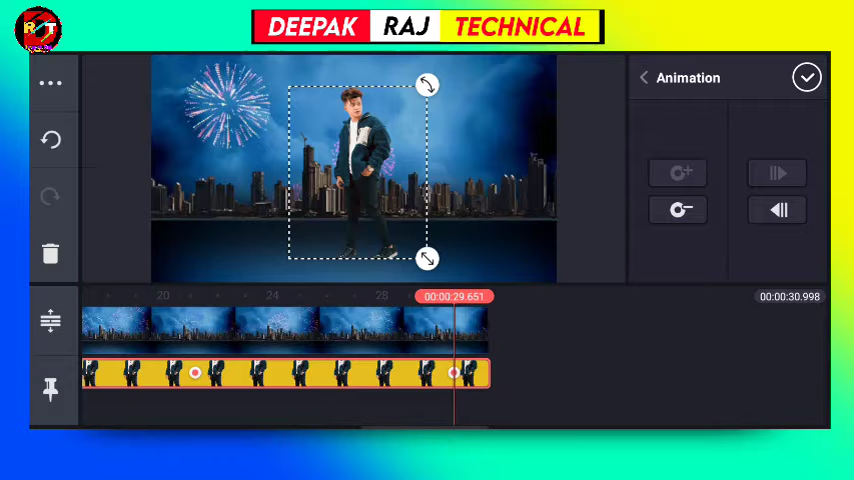 DEEPAK RAJ TECHNICAL
R T
Animation
20 24 28
00:00:29.651
00:00:30.998